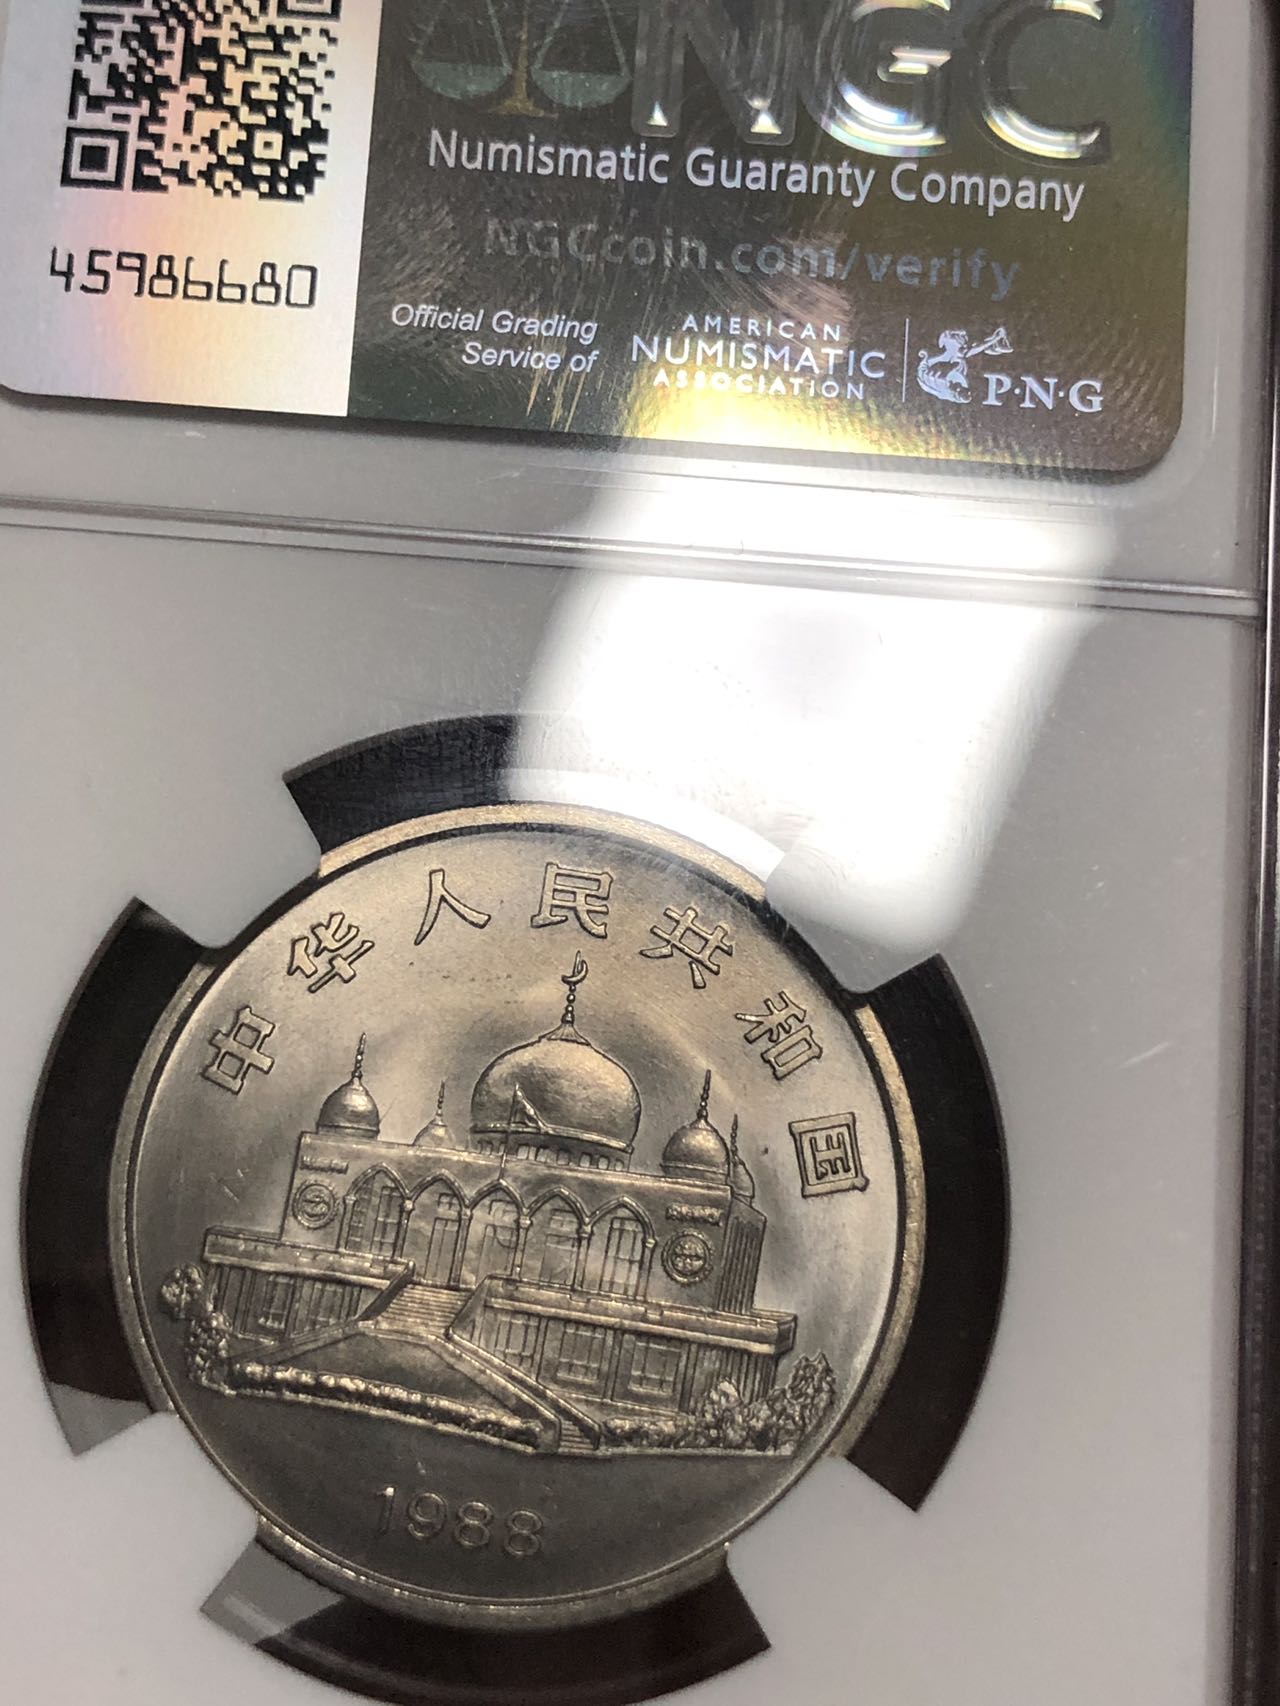 NGC
Numismatic Guaranty Company
NGCcoin.com/verify
45986680
Official Grading
Service of
AMERICAN
NUMISMATIC
ASSOCIATION
P·N·G
中华人民共和国
1988